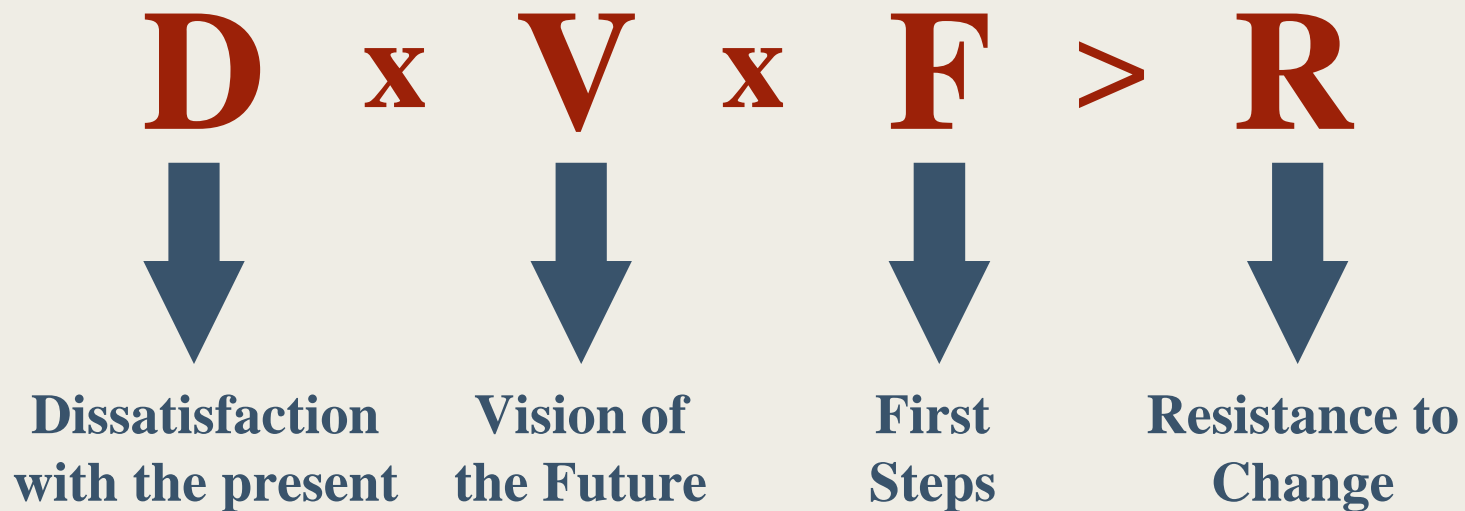 D x V x F > R
Dissatisfaction with the present
Vision of the Future
First Steps
Resistance to Change